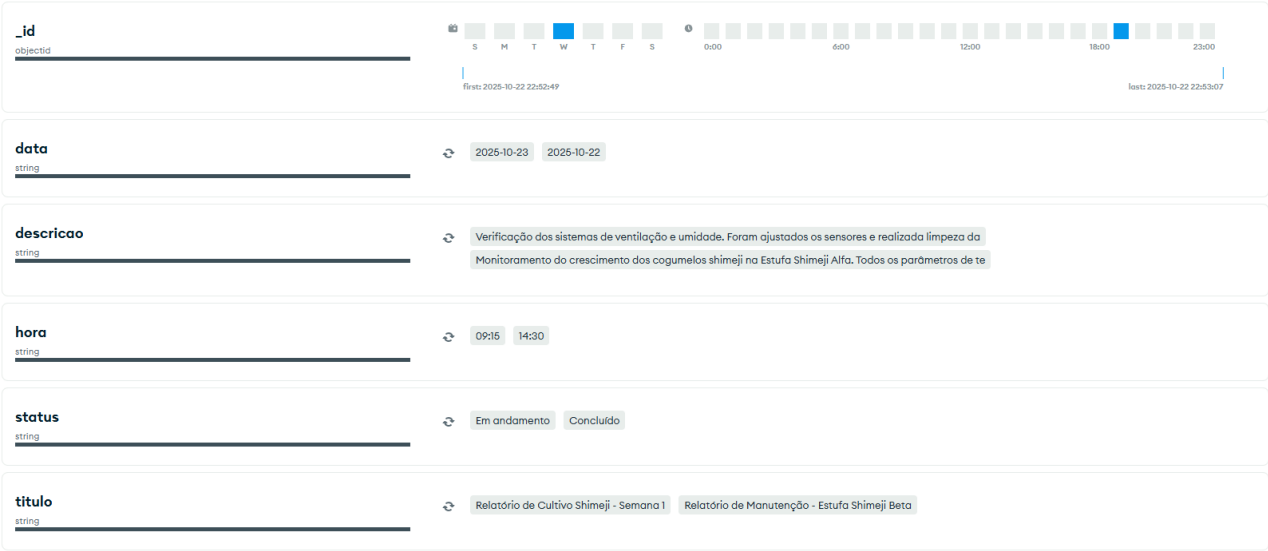 _id
objectid
S M T W T F S
0:00 6:00 12:00 18:00 23:00
first: 2025-10-22 22:52:49
last: 2025-10-22 22:53:07
data
string
2025-10-23 2025-10-22
descricao
string
Verificação dos sistemas de ventilação e umidade. Foram ajustados os sensores e realizada limpeza da
Monitoramento do crescimento dos cogumelos shimeji na Estufa Shimeji Alfa. Todos os parâmetros de te
hora
string
09:15 14:30
status
string
Em andamento Concluído
titulo
string
Relatório de Cultivo Shimeji - Semana 1 Relatório de Manutenção - Estufa Shimeji Beta